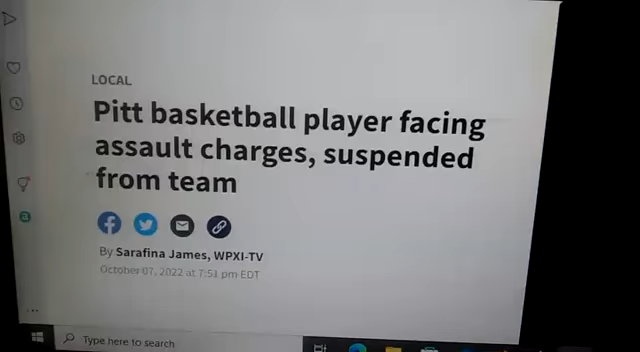 LOCAL
Pitt basketball player facing
assault charges, suspended
from team
By Sarafina James, WPXI-TV
October 07, 2022 at 7:51 pm EDT
Type here to search